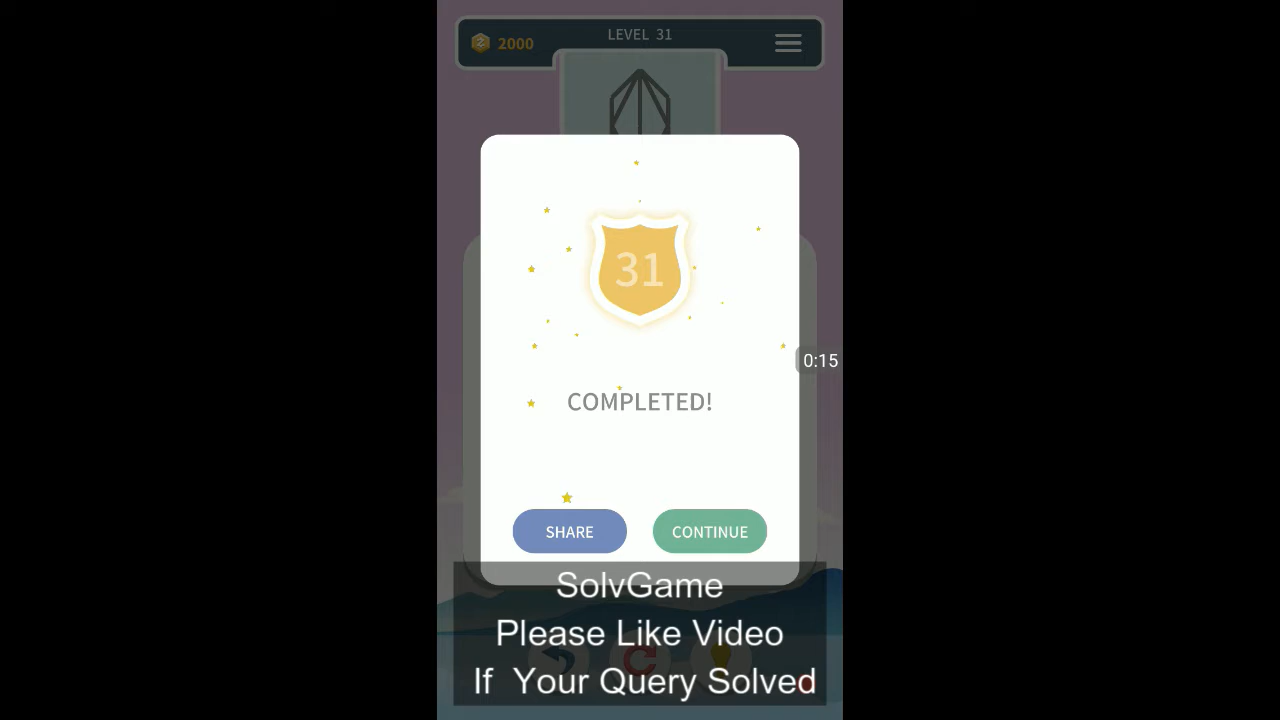 2000
LEVEL 31
31
0:15
COMPLETED!
SHARE
CONTINUE
SolvGame
Please Like Video
If Your Query Solved